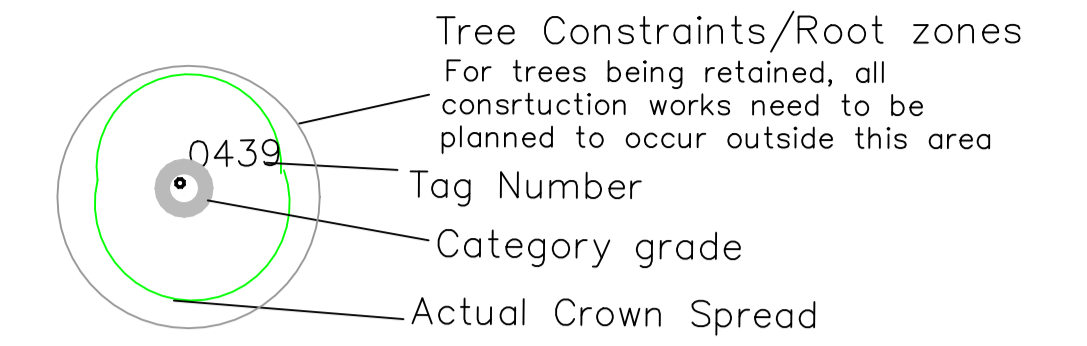 Tree Constraints/Root zones
For trees being retained, all
consrtuction works need to be
planned to occur outside this area
0439
Tag Number
Category grade
Actual Crown Spread